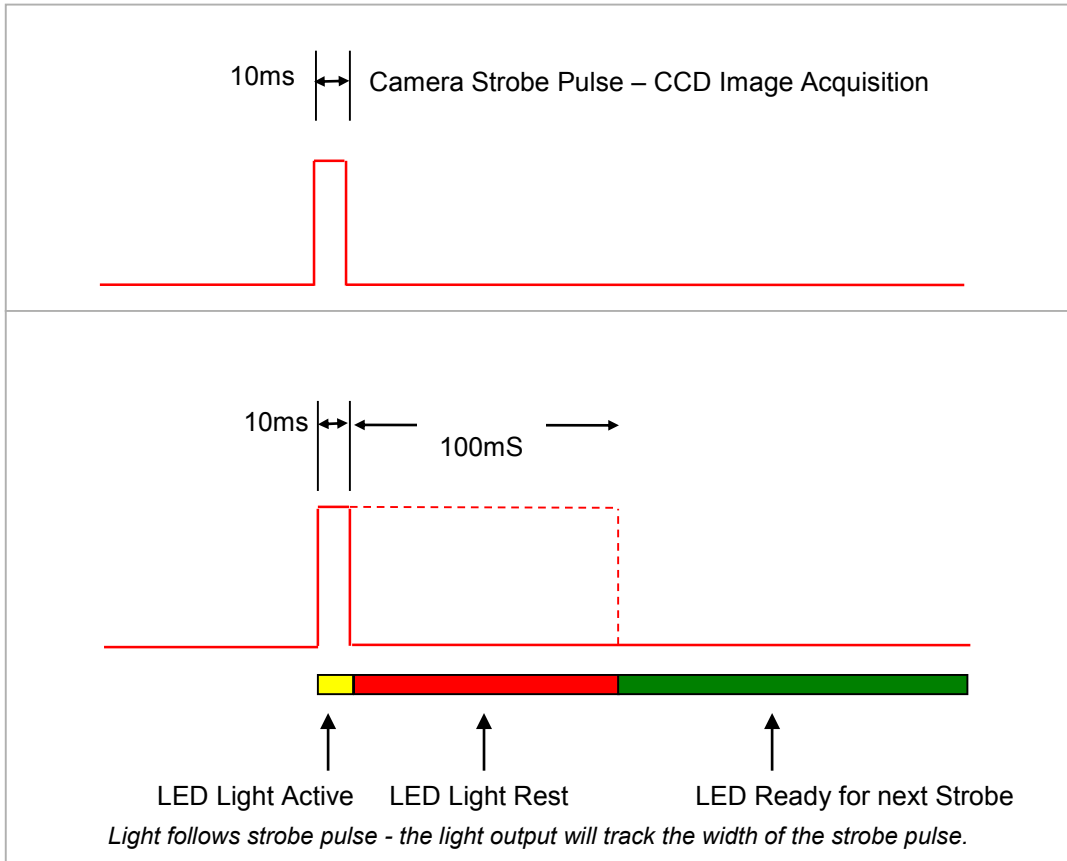 10ms
Camera Strobe Pulse – CCD Image Acquisition
10ms
100mS
LED Light Active
LED Light Rest
LED Ready for next Strobe
Light follows strobe pulse - the light output will track the width of the strobe pulse.